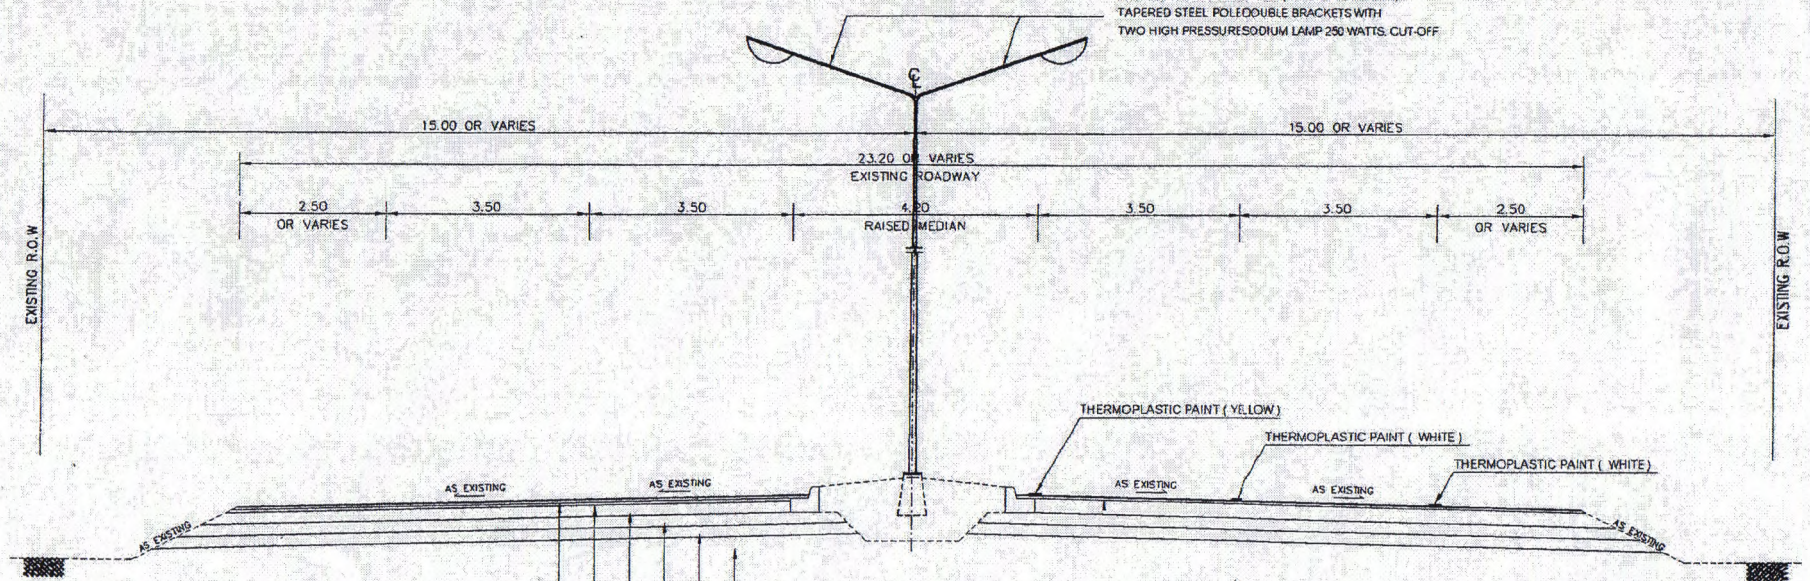 TAPERED STEEL POLEDOUBLE BRACKETS WITH
TWO HIGH PRESSURESODIUM LAMP 250 WATTS, CUT-OFF
℄
15.00 OR VARIES
15.00 OR VARIES
23.20 OR VARIES
EXISTING ROADWAY
2.50
OR VARIES
3.50
3.50
4.20
RAISED MEDIAN
3.50
3.50
2.50
OR VARIES
EXISTING R.O.W
EXISTING R.O.W
THERMOPLASTIC PAINT ( YELLOW)
THERMOPLASTIC PAINT ( WHITE )
THERMOPLASTIC PAINT ( WHITE)
AS EXISTING
AS EXISTING
AS EXISTING
AS EXISTING
AS EXISTING
AS EXISTING